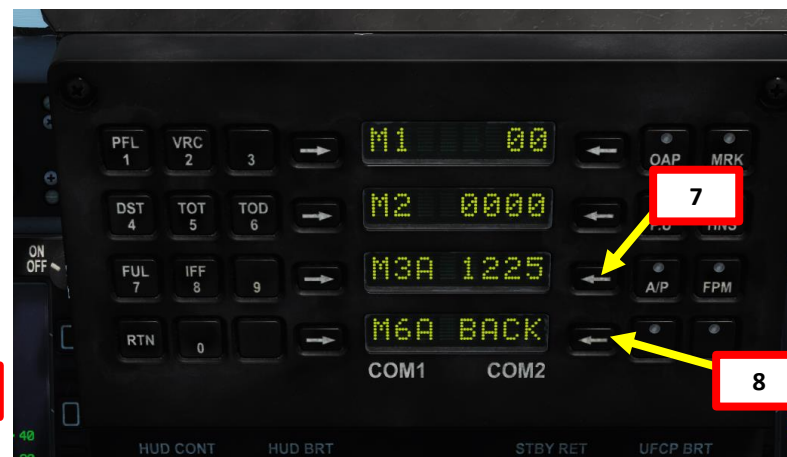 PFL VRC
1 2 3
M1 00
OAP MRK
DST TOT TOD
4 5 6
M2 0000
7
ON
OFF
FUL IFF
7 8 9
M3A 1225
A/P FPM
RTN 0
M6A BACK
COM1 COM2
8
40
HUD CONT HUD BRT STBY RET UFCP BRT